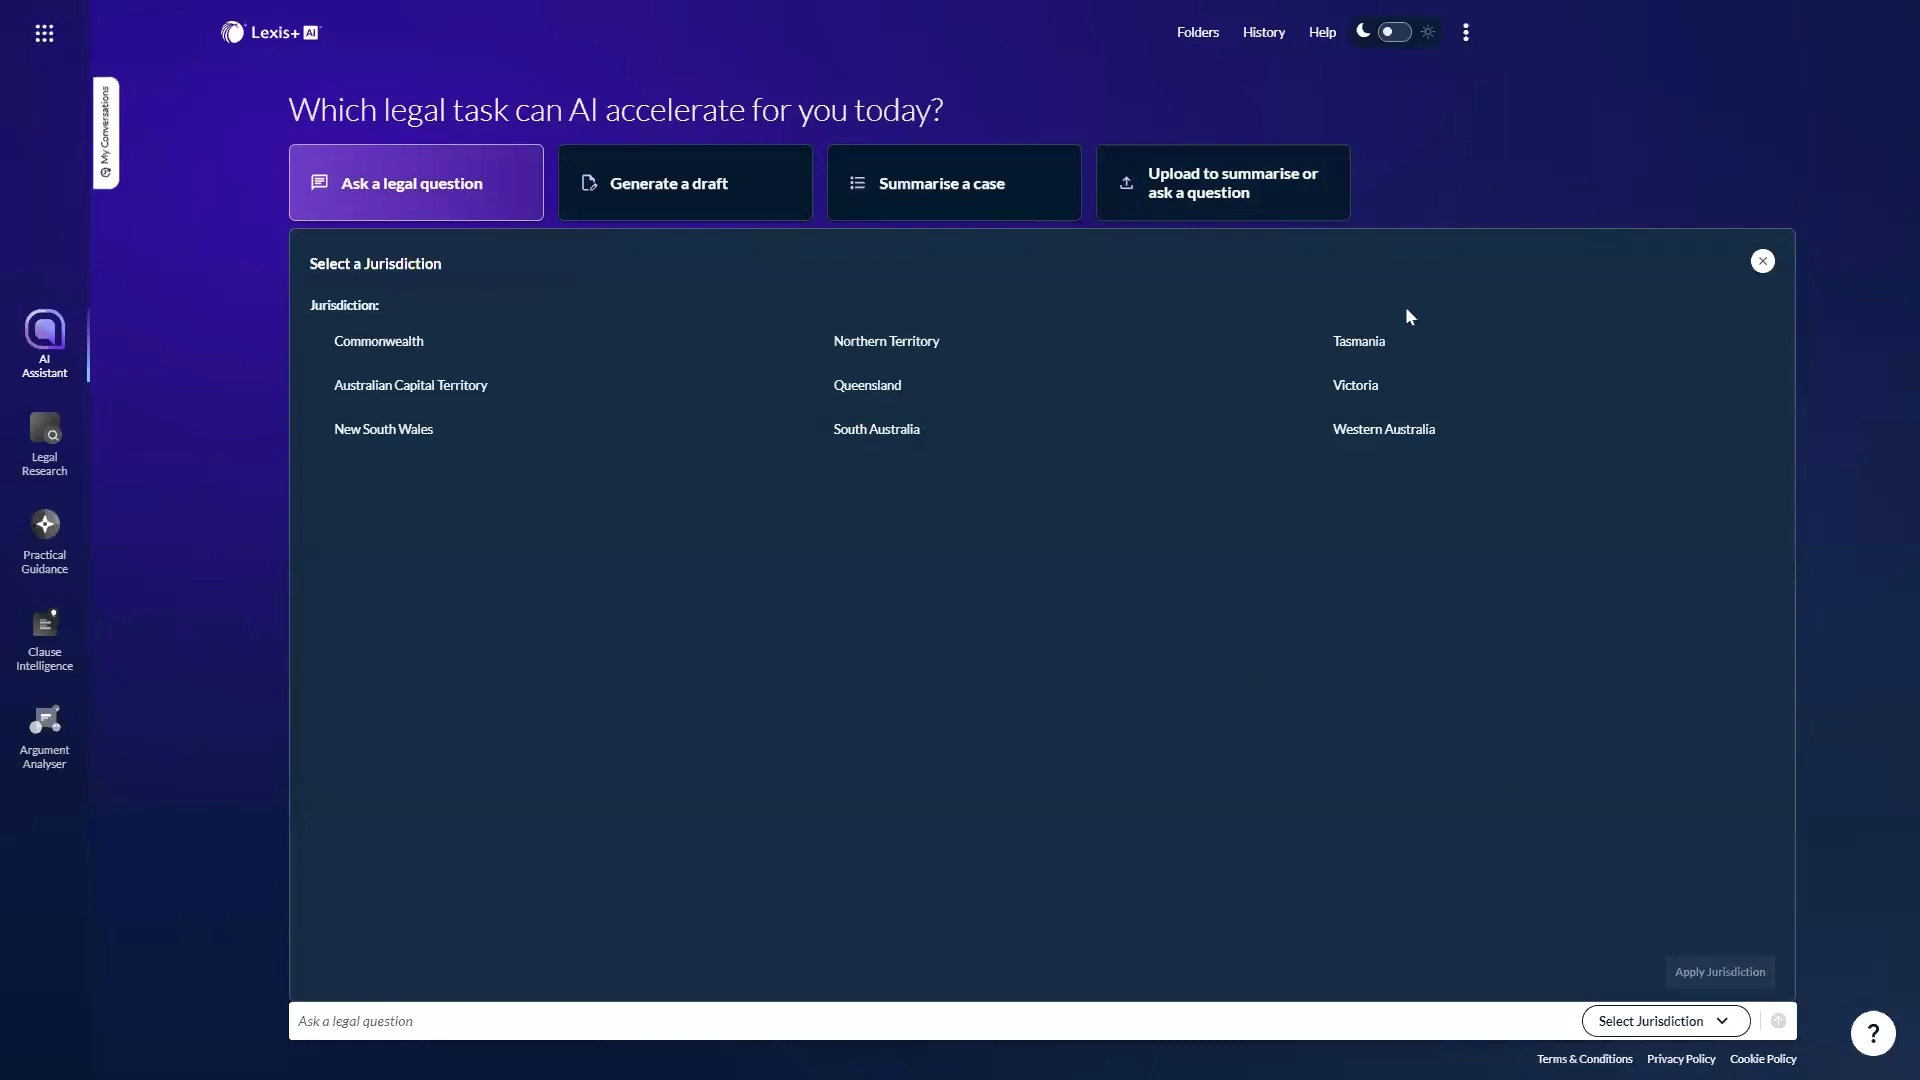 Lexis+ AI
Folders
History
Help
My Conversations
Which legal task can AI accelerate for you today?
Ask a legal question
Generate a draft
Summarise a case
Upload to summarise or
ask a question
Select a Jurisdiction
Jurisdiction:
Commonwealth
Northern Territory
Tasmania
Australian Capital Territory
Queensland
Victoria
New South Wales
South Australia
Western Australia
AI
Assistant
Legal
Research
Practical
Guidance
Clause
Intelligence
Argument
Analyser
Apply Jurisdiction
Ask a legal question
Select Jurisdiction
?
Terms & Conditions
Privacy Policy
Cookie Policy